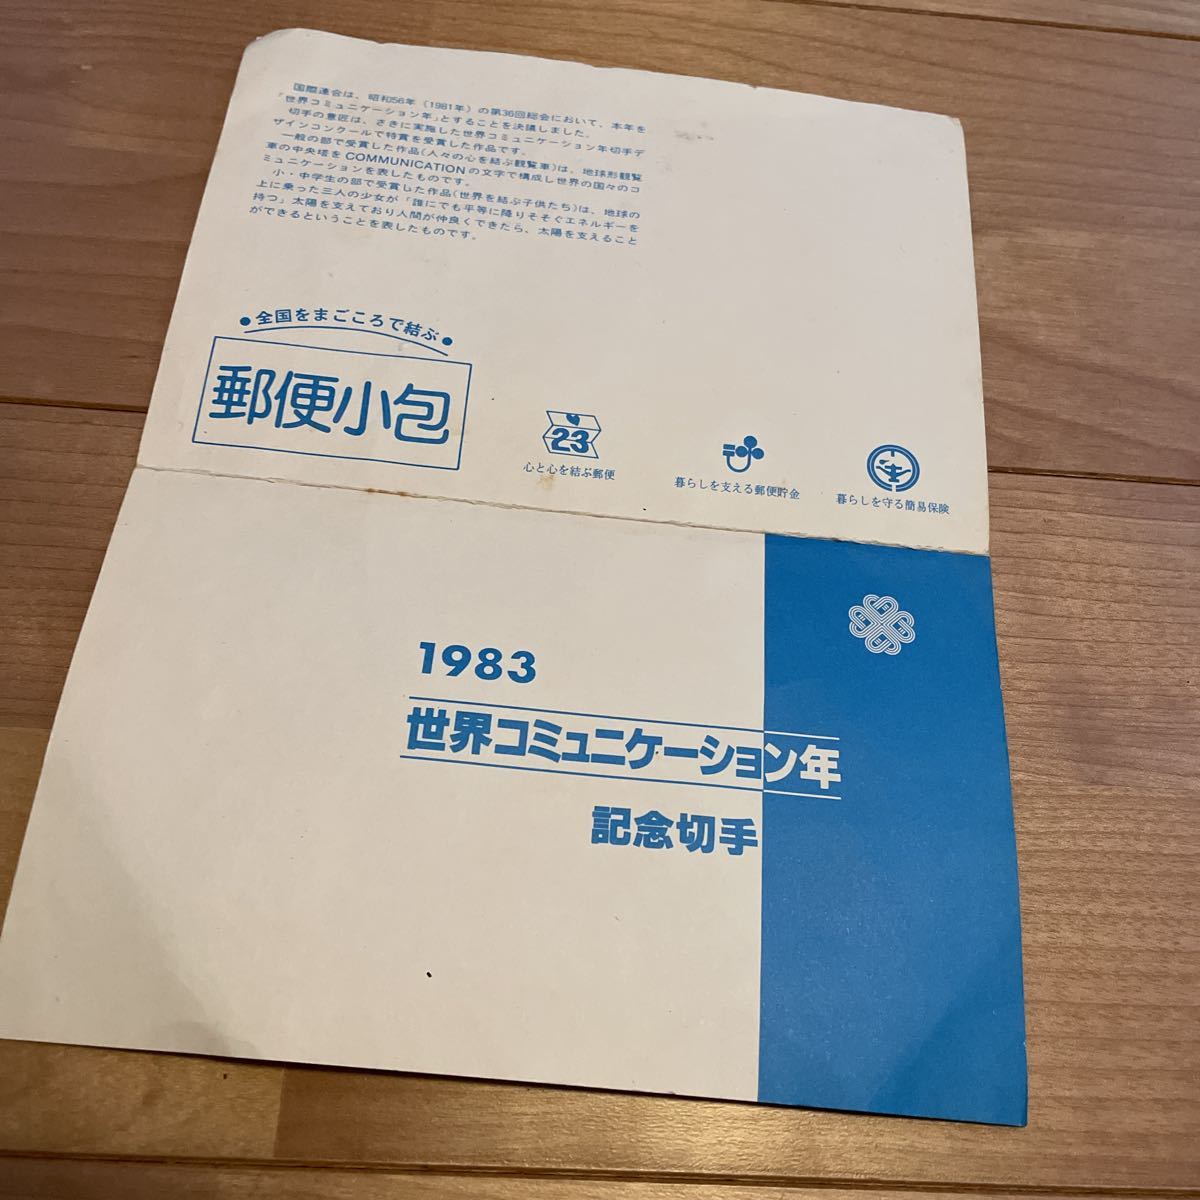 国際連合は、昭和56年（1981年）の第36回総会において、本年を
「世界コミュニケーション年」とすることを決議しました。
切手の意匠は、さきに実施した世界コミュニケーション年切手デ
ザインコンクールで特賞を受賞した作品です。
一般の部で受賞した作品（人々の心を結ぶ観覧車）は、地球形観覧
車の中央塔をCOMMUNICATIONの文字で構成し世界の国々のコ
ミュニケーションを表したものです。
小・中学生の部で受賞した作品（世界を結ぶ子供たち）は、地球の
上に乗った三人の少女が「誰にでも平等に降りそそぐエネルギーを
持つ」太陽を支えており人間が仲良くできたら、太陽を支えること
ができるということを表したものです。
●全国をまごころで結ぶ●
郵便小包
23
心と心を結ぶ郵便
暮らしを支える郵便貯金
暮らしを守る簡易保険
1983
世界コミュニケーション年
記念切手